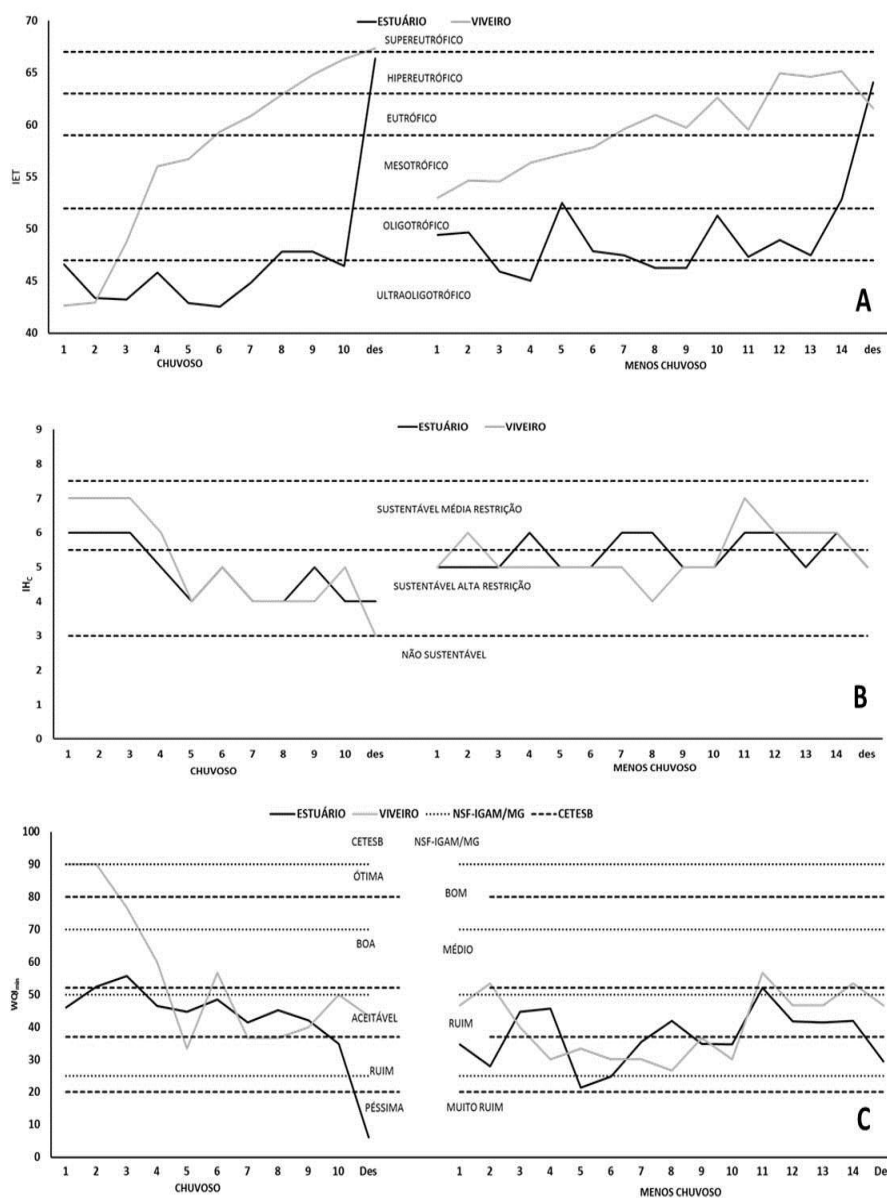 ESTUÁRIO VIVEIRO
70
65
60
55
50
45
40
IET
SUPEREUTRÓFICO
HIPEREUTRÓFICO
EUTRÓFICO
MESOTRÓFICO
OLIGOTRÓFICO
ULTRAOLIGOTRÓFICO
A
1 2 3 4 5 6 7 8 9 10 des 1 2 3 4 5 6 7 8 9 10 11 12 13 14 des
CHUVOSO MENOS CHUVOSO
ESTUÁRIO VIVEIRO
9
8
7
6
5
4
3
2
1
0
IHC
SUSTENTÁVEL MÉDIA RESTRIÇÃO
SUSTENTÁVEL ALTA RESTRIÇÃO
NÃO SUSTENTÁVEL
B
1 2 3 4 5 6 7 8 9 10 des 1 2 3 4 5 6 7 8 9 10 11 12 13 14 des
CHUVOSO MENOS CHUVOSO
ESTUÁRIO VIVEIRO NSF-IGAM/MG CETESB
100
90
80
70
60
50
40
30
20
10
0
WQImin
CETESB NSF-IGAM/MG
ÓTIMA
BOM
BOA MÉDIO
ACEITÁVEL RUIM
RUIM
PÉSSIMA MUITO RUIM
C
1 2 3 4 5 6 7 8 9 10 Des 1 2 3 4 5 6 7 8 9 10 11 12 13 14 De
CHUVOSO MENOS CHUVOSO